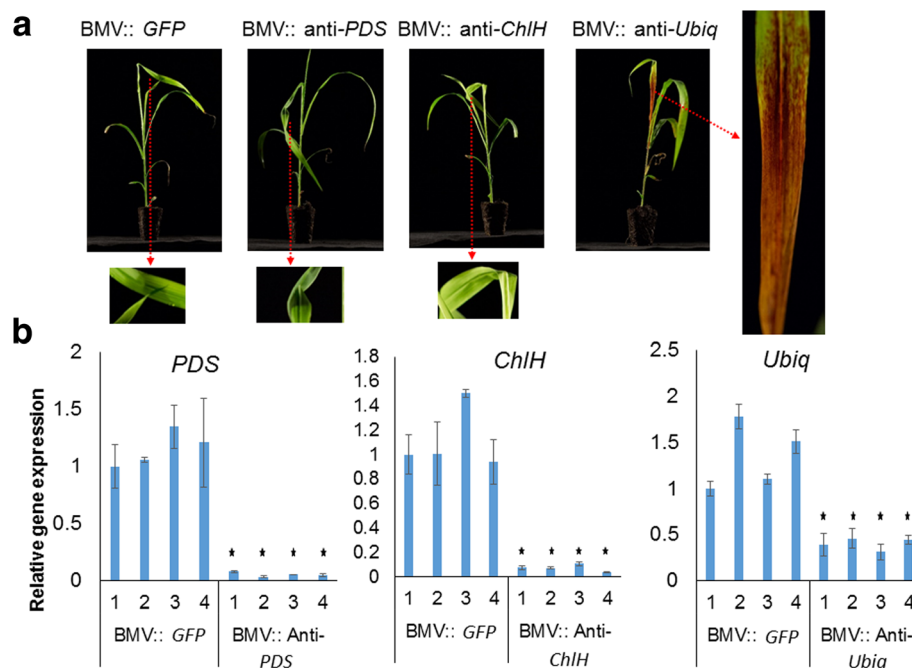 a
BMV:: GFP
BMV:: anti-PDS
BMV:: anti-ChlH
BMV:: anti-Ubiq
b
Relative gene expression
PDS
2
1.5
1
0.5
0
1 2 3 4 1 2 3 4
BMV:: GFP
BMV:: Anti-
PDS
ChlH
1.8
1.6
1.4
1.2
1
0.8
0.6
0.4
0.2
0
1 2 3 4 1 2 3 4
BMV:: GFP
BMV:: Anti-
ChlH
Ubiq
2.5
2
1.5
1
0.5
0
1 2 3 4 1 2 3 4
BMV:: GFP
BMV:: Anti-
Ubiq